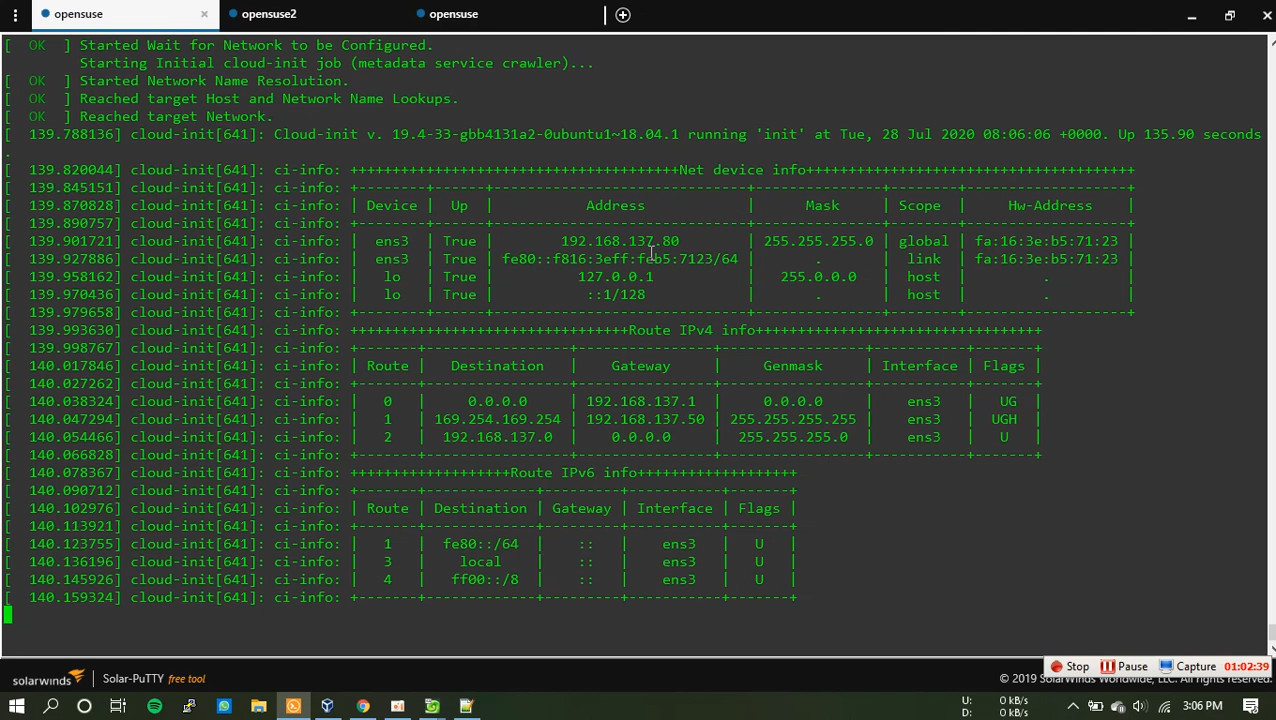 opensuse × opensuse2 opensuse
[ OK ] Started Wait for Network to be Configured.
Starting Initial cloud-init job (metadata service crawler)...
[ OK ] Started Network Name Resolution.
[ OK ] Reached target Host and Network Name Lookups.
[ OK ] Reached target Network.
[ 139.788136] cloud-init[641]: Cloud-init v. 19.4-33-gbb4131a2-0ubuntu1~18.04.1 running 'init' at Tue, 28 Jul 2020 08:06:06 +0000. Up 135.90 seconds
.
[ 139.820044] cloud-init[641]: ci-info: +++++++++++++++++++++++++++++++++++++++Net device info+++++++++++++++++++++++++++++++++++++++
[ 139.845151] cloud-init[641]: ci-info: +--------+------+------------------------------+---------------+--------+-------------------+
[ 139.870828] cloud-init[641]: ci-info: | Device | Up | Address | Mask | Scope | Hw-Address |
[ 139.890757] cloud-init[641]: ci-info: +--------+------+------------------------------+---------------+--------+-------------------+
[ 139.901721] cloud-init[641]: ci-info: | ens3 | True | 192.168.137.80 | 255.255.255.0 | global | fa:16:3e:b5:71:23 |
[ 139.927886] cloud-init[641]: ci-info: | ens3 | True | fe80::f816:3eff:feb5:7123/64 | . | link | fa:16:3e:b5:71:23 |
[ 139.958162] cloud-init[641]: ci-info: | lo | True | 127.0.0.1 | 255.0.0.0 | host | . |
[ 139.970436] cloud-init[641]: ci-info: | lo | True | ::1/128 | . | host | . |
[ 139.979658] cloud-init[641]: ci-info: +--------+------+------------------------------+---------------+--------+-------------------+
[ 139.993630] cloud-init[641]: ci-info: +++++++++++++++++++++++++++++++++Route IPv4 info++++++++++++++++++++++++++++++++++
[ 139.998767] cloud-init[641]: ci-info: +-------+-----------------+----------------+-----------------+-----------+-------+
[ 140.017846] cloud-init[641]: ci-info: | Route | Destination | Gateway | Genmask | Interface | Flags |
[ 140.027262] cloud-init[641]: ci-info: +-------+-----------------+----------------+-----------------+-----------+-------+
[ 140.038324] cloud-init[641]: ci-info: | 0 | 0.0.0.0 | 192.168.137.1 | 0.0.0.0 | ens3 | UG |
[ 140.047294] cloud-init[641]: ci-info: | 1 | 169.254.169.254 | 192.168.137.50 | 255.255.255.255 | ens3 | UGH |
[ 140.054466] cloud-init[641]: ci-info: | 2 | 192.168.137.0 | 0.0.0.0 | 255.255.255.0 | ens3 | U |
[ 140.066828] cloud-init[641]: ci-info: +-------+-----------------+----------------+-----------------+-----------+-------+
[ 140.078367] cloud-init[641]: ci-info: +++++++++++++++++++Route IPv6 info+++++++++++++++++++
[ 140.090712] cloud-init[641]: ci-info: +-------+-------------+---------+-----------+-------+
[ 140.102976] cloud-init[641]: ci-info: | Route | Destination | Gateway | Interface | Flags |
[ 140.113921] cloud-init[641]: ci-info: +-------+-------------+---------+-----------+-------+
[ 140.123755] cloud-init[641]: ci-info: | 1 | fe80::/64 | :: | ens3 | U |
[ 140.136196] cloud-init[641]: ci-info: | 3 | local | :: | ens3 | U |
[ 140.145926] cloud-init[641]: ci-info: | 4 | ff00::/8 | :: | ens3 | U |
[ 140.159324] cloud-init[641]: ci-info: +-------+-------------+---------+-----------+-------+
Stop Pause Capture 01:02:39
solarwinds Solar-PuTTY free tool © 2019 SolarWinds Worldwide, LLC. All rights reserved.
U: 0 kB/s
D: 0 kB/s
3:06 PM